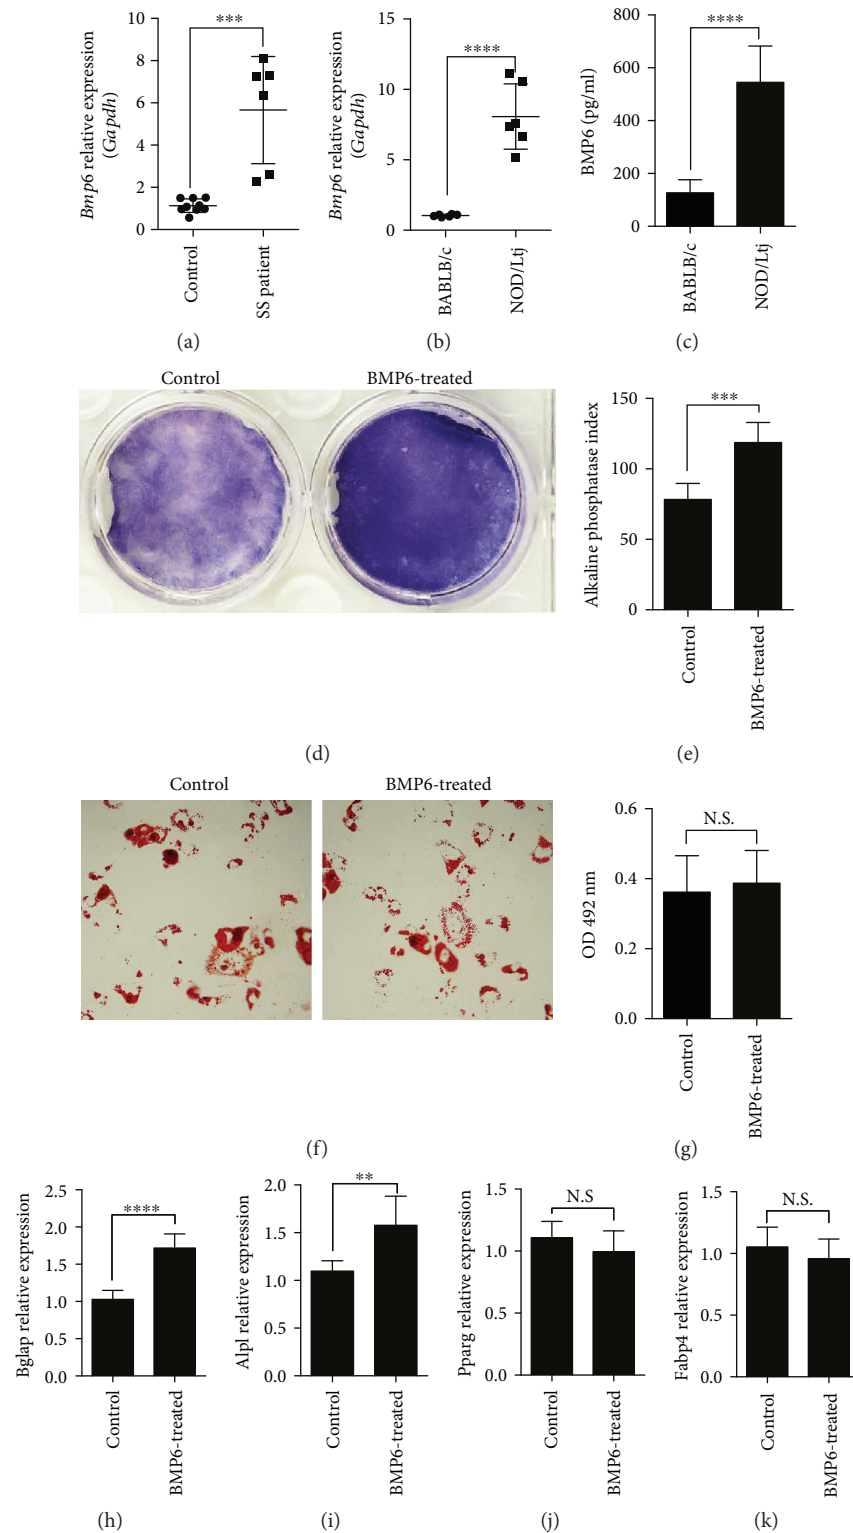 ***
10
8
6
4
2
0
Bmp6 relative expression
(Gapdh)
Control
SS patient
(a)
****
15
10
5
0
Bmp6 relative expression
(Gapdh)
BABLB/c
NOD/Ltj
(b)
****
800
600
400
200
0
BMP6 (pg/ml)
BABLB/c
NOD/Ltj
(c)
Control
BMP6-treated
(d)
***
150
100
50
0
Alkaline phosphatase index
Control
BMP6-treated
(e)
Control
BMP6-treated
(f)
N.S.
0.6
0.4
0.2
0.0
OD 492 nm
Control
BMP6-treated
(g)
****
2.5
2.0
1.5
1.0
0.5
0.0
Bglap relative expression
Control
BMP6-treated
(h)
**
2.0
1.5
1.0
0.5
0.0
Alpl relative expression
Control
BMP6-treated
(i)
N.S
1.5
1.0
0.5
0.0
Pparg relative expression
Control
BMP6-treated
(j)
N.S.
1.5
1.0
0.5
0.0
Fabp4 relative expression
Control
BMP6-treated
(k)